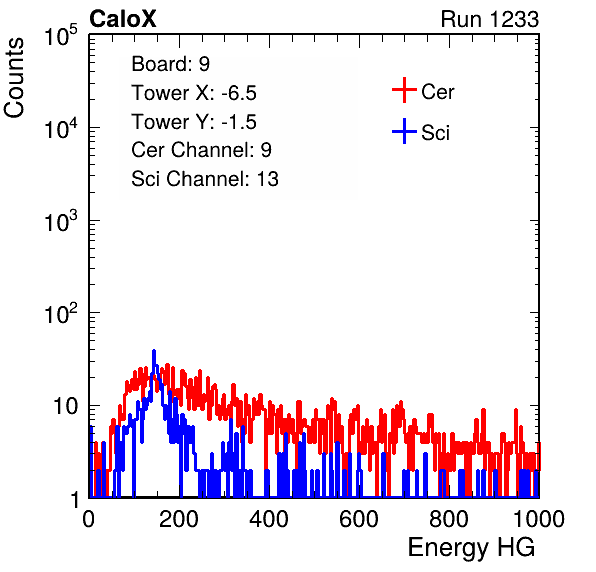 CaloX Run 1233
Counts
10^5
10^4
10^3
10^2
10
1
Board: 9
Tower X: -6.5
Tower Y: -1.5
Cer Channel: 9
Sci Channel: 13
Cer
Sci
0 200 400 600 800 1000
Energy HG